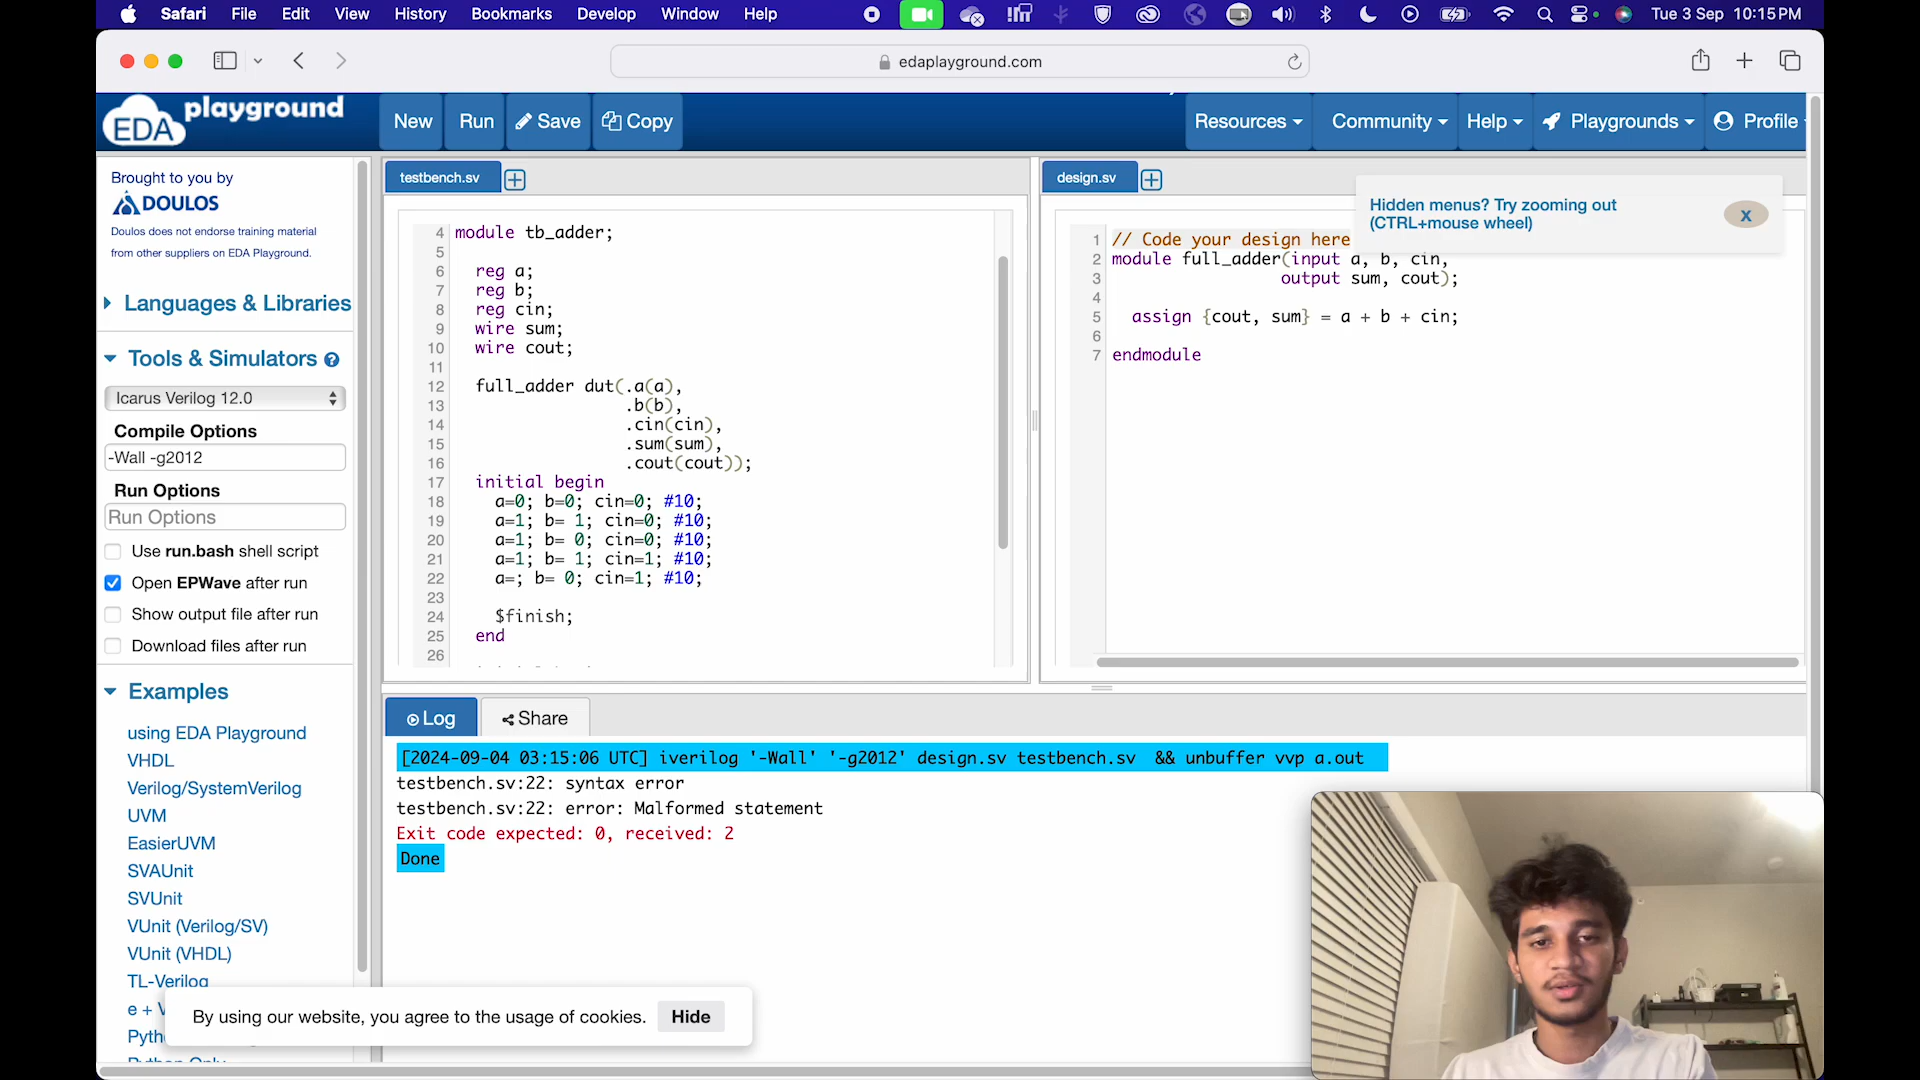 Safari File Edit View History Bookmarks Develop Window Help Tue 3 Sep 10:15 PM
edaplayground.com
EDA playground
New Run Save Copy
Resources Community Help Playgrounds Profile
Brought to you by
DOULOS
Doulos does not endorse training material
from other suppliers on EDA Playground.
Languages & Libraries
Tools & Simulators
Icarus Verilog 12.0
Compile Options
-Wall -g2012
Run Options
Run Options
Use run.bash shell script
Open EPWave after run
Show output file after run
Download files after run
Examples
using EDA Playground
VHDL
Verilog/SystemVerilog
UVM
EasierUVM
SVAUnit
SVUnit
VUnit (Verilog/SV)
VUnit (VHDL)
TL-Verilog
e + V
Pyth
testbench.sv
4 module tb_adder;
5
6 reg a;
7 reg b;
8 reg cin;
9 wire sum;
10 wire cout;
11
12 full_adder dut(.a(a),
13 .b(b),
14 .cin(cin),
15 .sum(sum),
16 .cout(cout));
17 initial begin
18 a=0; b=0; cin=0; #10;
19 a=1; b= 1; cin=0; #10;
20 a=1; b= 0; cin=0; #10;
21 a=1; b= 1; cin=1; #10;
22 a=; b= 0; cin=1; #10;
23
24 $finish;
25 end
26
design.sv
Hidden menus? Try zooming out
(CTRL+mouse wheel)
x
1 // Code your design here
2 module full_adder(input a, b, cin,
3 output sum, cout);
4
5 assign {cout, sum} = a + b + cin;
6
7 endmodule
Log Share
[2024-09-04 03:15:06 UTC] iverilog '-Wall' '-g2012' design.sv testbench.sv && unbuffer vvp a.out
testbench.sv:22: syntax error
testbench.sv:22: error: Malformed statement
Exit code expected: 0, received: 2
Done
By using our website, you agree to the usage of cookies. Hide